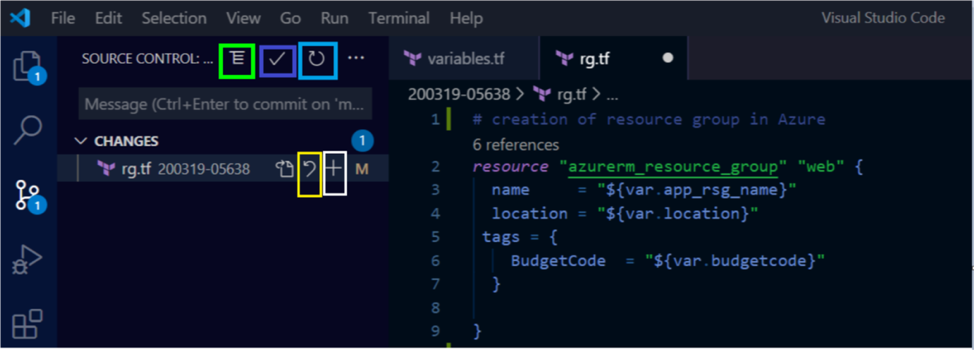 File Edit Selection View Go Run Terminal Help Visual Studio Code
SOURCE CONTROL: ...
Message (Ctrl+Enter to commit on 'm...
CHANGES 1
rg.tf 200319-05638 M
1
1
variables.tf rg.tf
200319-05638 > rg.tf > ...
1 # creation of resource group in Azure
6 references
2 resource "azurerm_resource_group" "web" {
3 name = "${var.app_rsg_name}"
4 location = "${var.location}"
5 tags = {
6 BudgetCode = "${var.budgetcode}"
7 }
8
9 }